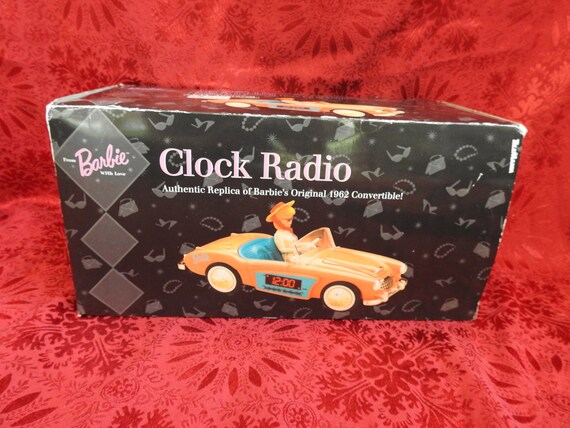 From
Barbie
With Love
Clock Radio
Authentic Replica of Barbie's Original 1962 Convertible!
12:00